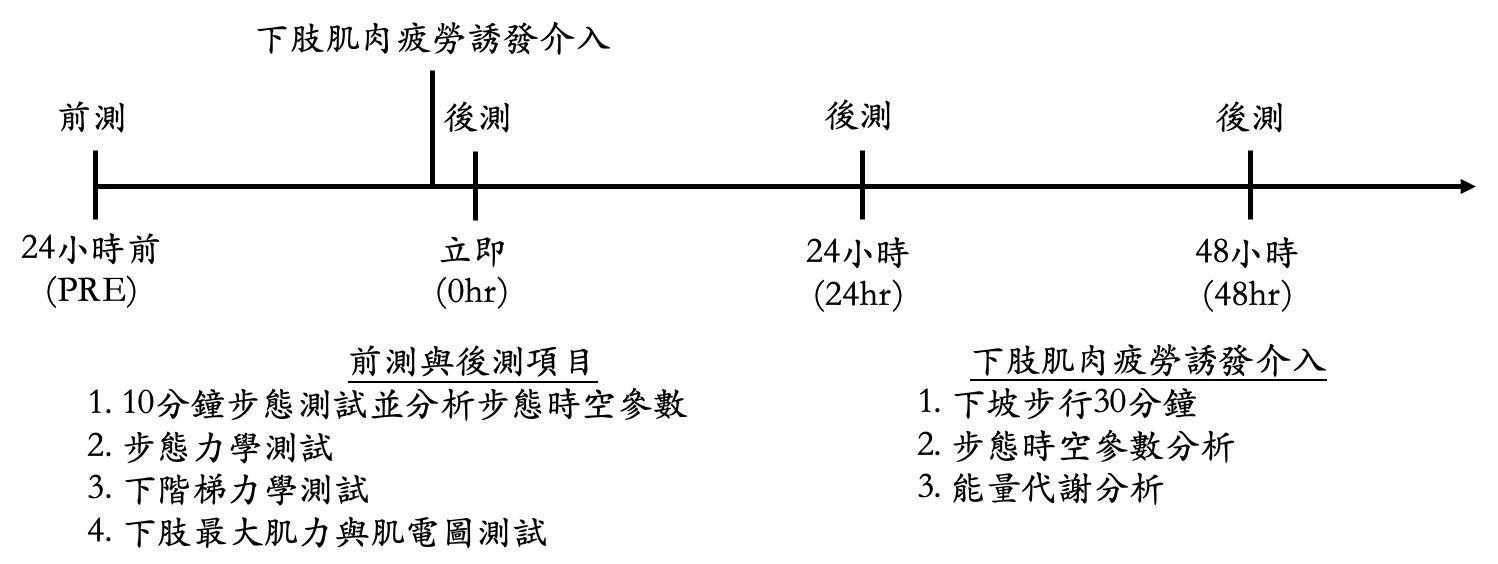 下肢肌肉疲勞誘發介入
前測
後測
後測
後測
24小時前
(PRE)
立即
(0hr)
24小時
(24hr)
48小時
(48hr)
前測與後測項目
1. 10分鐘步態測試並分析步態時空參數
2. 步態力學測試
3. 下階梯力學測試
4. 下肢最大肌力與肌電圖測試
下肢肌肉疲勞誘發介入
1. 下坡步行30分鐘
2. 步態時空參數分析
3. 能量代謝分析